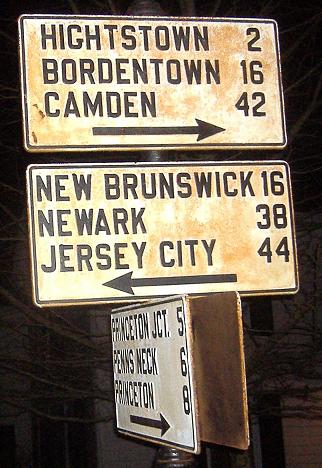 HIGHTSTOWN 2
BORDENTOWN 16
CAMDEN 42
NEW BRUNSWICK 16
NEWARK 38
JERSEY CITY 44
PRINCETON JCT. 5
PENNS NECK 6
PRINCETON 8